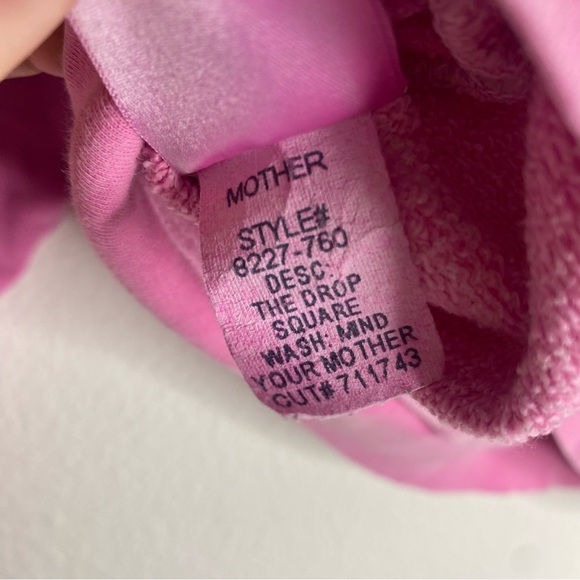 MOTHER
STYLE#
8227-760
DESC:
THE DROP
SQUARE
WASH: MIND
YOUR MOTHER
CUT# 711743